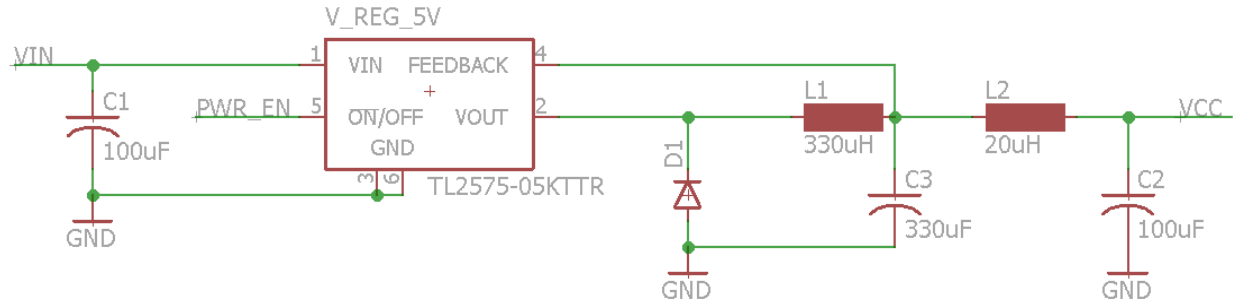 V_REG_5V
VIN
1
VIN
FEEDBACK
4
C1
100uF
PWR_EN
5
ON/OFF
VOUT
2
GND
3
6
TL2575-05KTTR
GND
D1
L1
330uH
L2
20uH
VCC
C3
330uF
C2
100uF
GND
GND